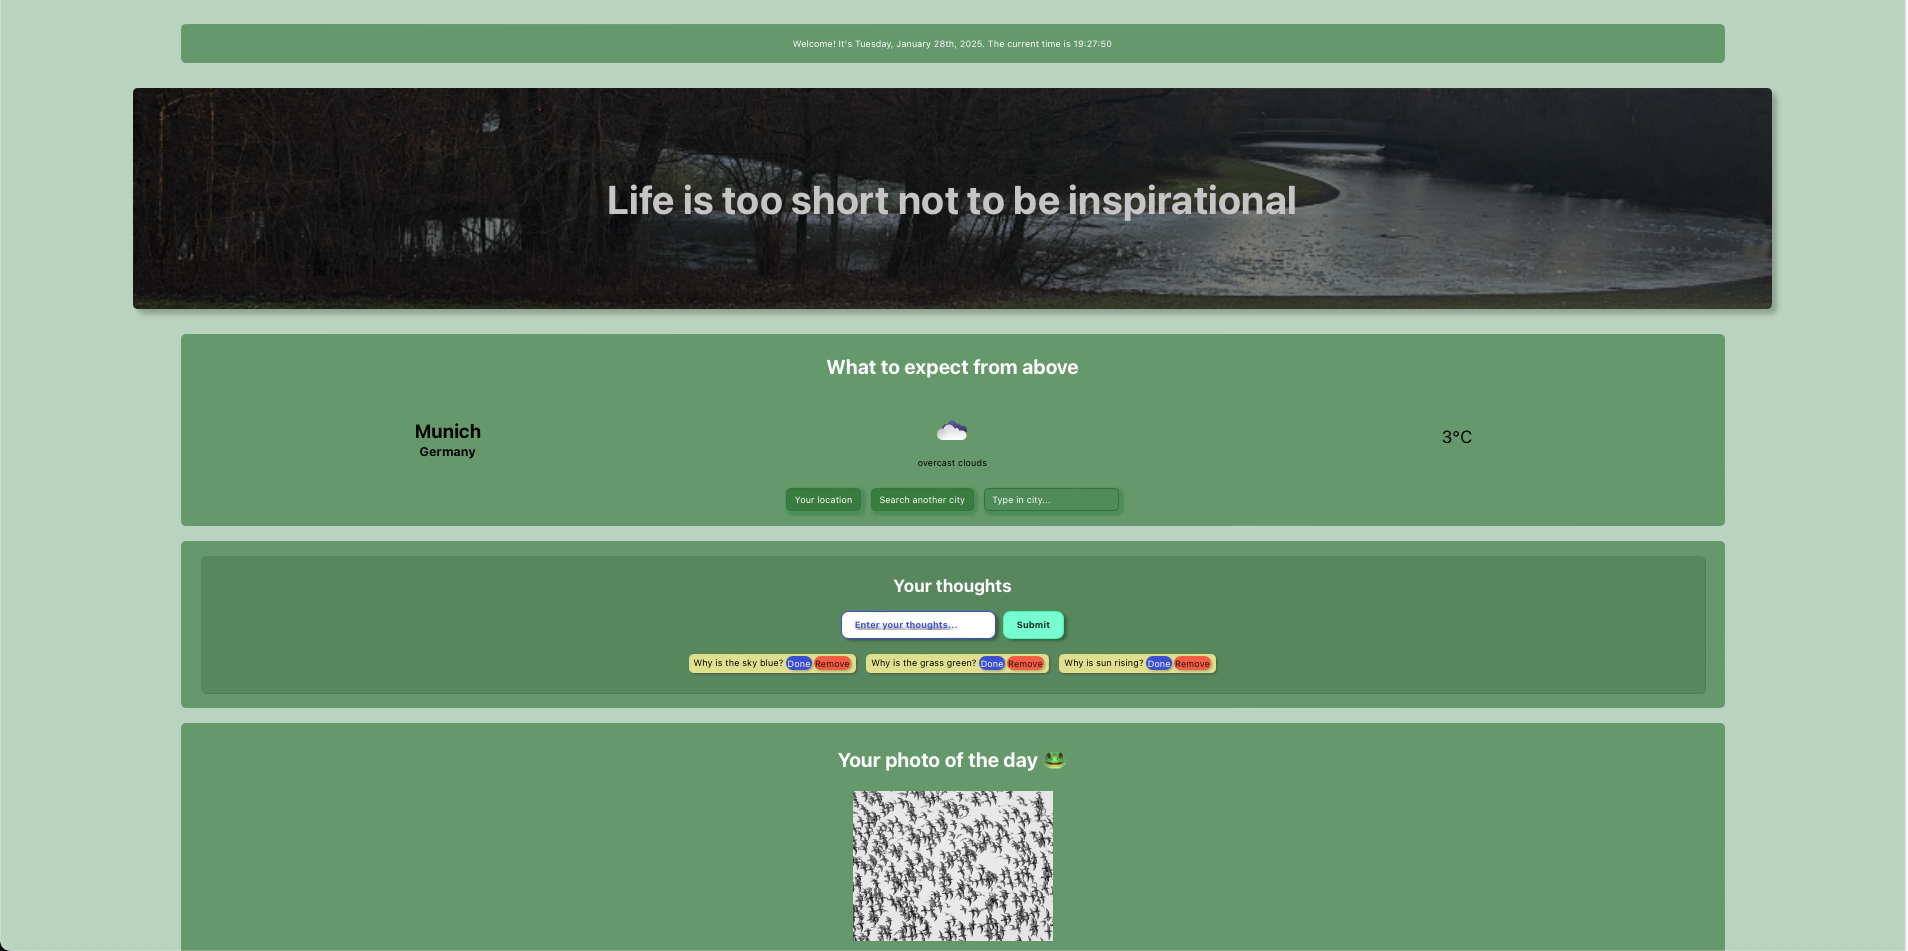 Welcome! It's Tuesday, January 28th, 2025. The current time is 19:27:50
Life is too short not to be inspirational
What to expect from above
Munich
Germany
overcast clouds
3°C
Your location
Search another city
Type in city...
Your thoughts
Enter your thoughts...
Submit
Why is the sky blue? Done Remove
Why is the grass green? Done Remove
Why is sun rising? Done Remove
Your photo of the day 🐸